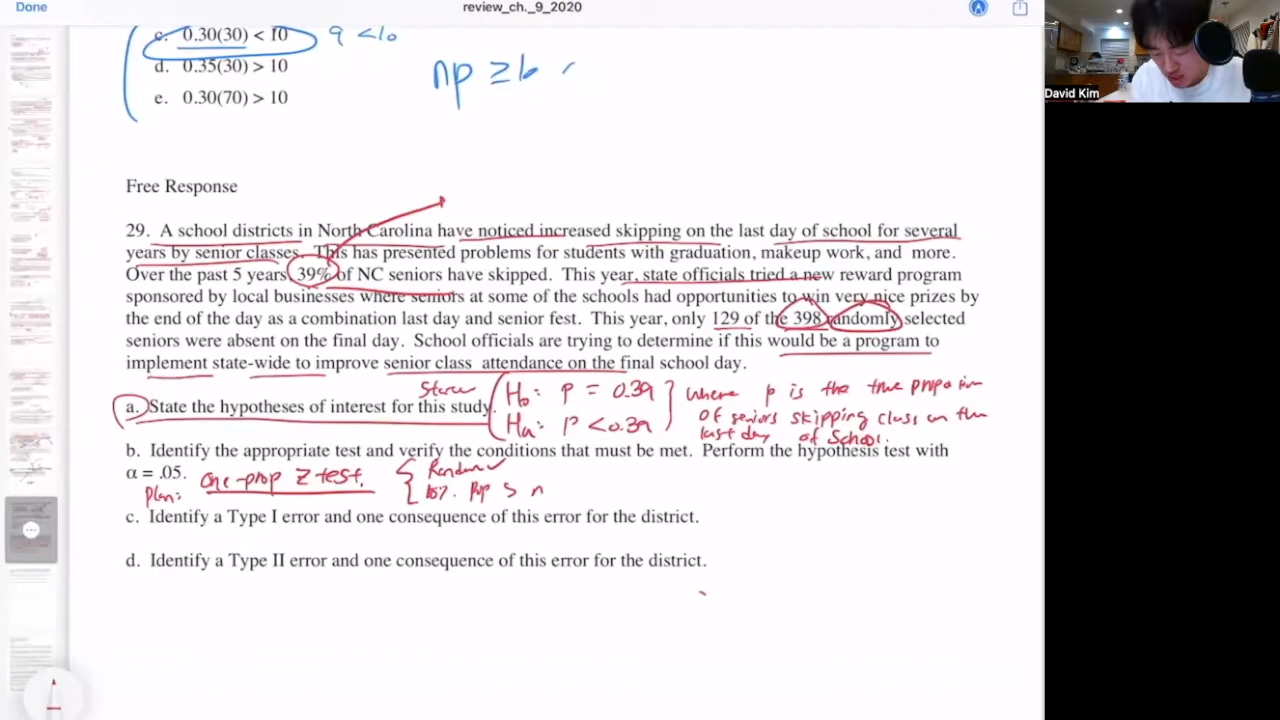 Done
review_ch._9_2020
c. 0.30(30) < 10 9 < 10
d. 0.35(30) > 10
np ≥ 10
e. 0.30(70) > 10
David Kim
Free Response
29. A school districts in North Carolina have noticed increased skipping on the last day of school for several
years by senior classes. This has presented problems for students with graduation, makeup work, and more.
Over the past 5 years, 39% of NC seniors have skipped. This year, state officials tried a new reward program
sponsored by local businesses where seniors at some of the schools had opportunities to win very nice prizes by
the end of the day as a combination last day and senior fest. This year, only 129 of the 398 randomly selected
seniors were absent on the final day. School officials are trying to determine if this would be a program to
implement state-wide to improve senior class attendance on the final school day.
a. State the hypotheses of interest for this study.
State H₀: p = 0.39
Hₐ: p < 0.39
where p is the true proportion
of seniors skipping class on the
last day of School.
b. Identify the appropriate test and verify the conditions that must be met. Perform the hypothesis test with
α = .05.
Plan: One-prop Z test.
Random ✓
10%. Pop > n
c. Identify a Type I error and one consequence of this error for the district.
d. Identify a Type II error and one consequence of this error for the district.